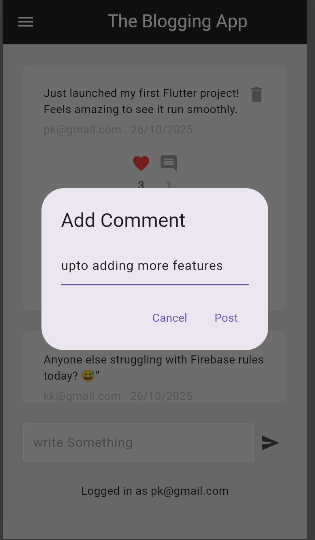 The Blogging App
Just launched my first Flutter project!
Feels amazing to see it run smoothly.
pk@gmail.com . 26/10/2025
3 1
Add Comment
upto adding more features
Cancel Post
Anyone else struggling with Firebase rules
today? 😅"
kk@gmail.com . 26/10/2025
write Something
Logged in as pk@gmail.com